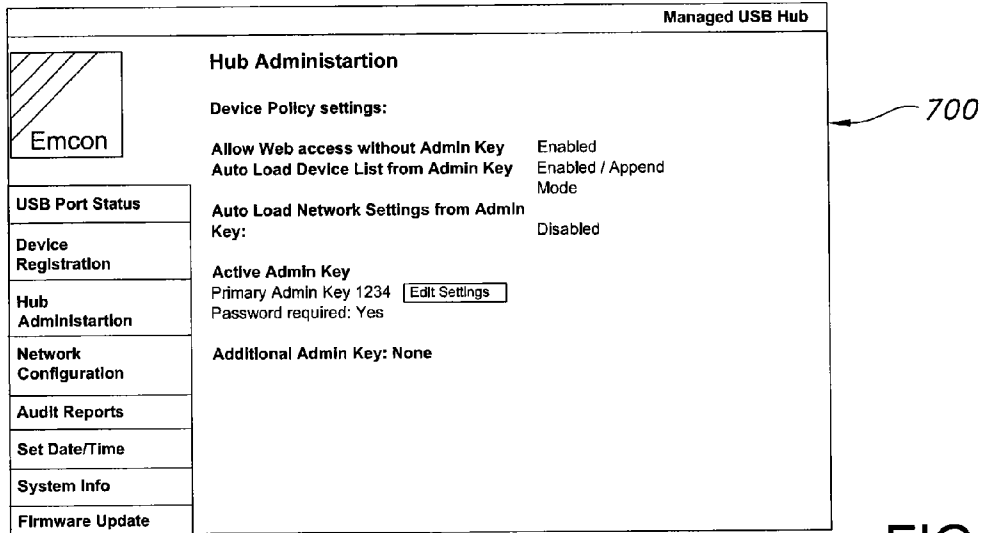 Managed USB Hub
Emcon
USB Port Status
Device
Registration
Hub
Administartion
Network
Configuration
Audit Reports
Set Date/Time
System Info
Firmware Update
Hub Administartion
Device Policy settings:
Allow Web access without Admin Key Enabled
Auto Load Device List from Admin Key Enabled / Append
Mode
Auto Load Network Settings from Admin
Key: Disabled
Active Admin Key
Primary Admin Key 1234 Edit Settings
Password required: Yes
Additional Admin Key: None
700